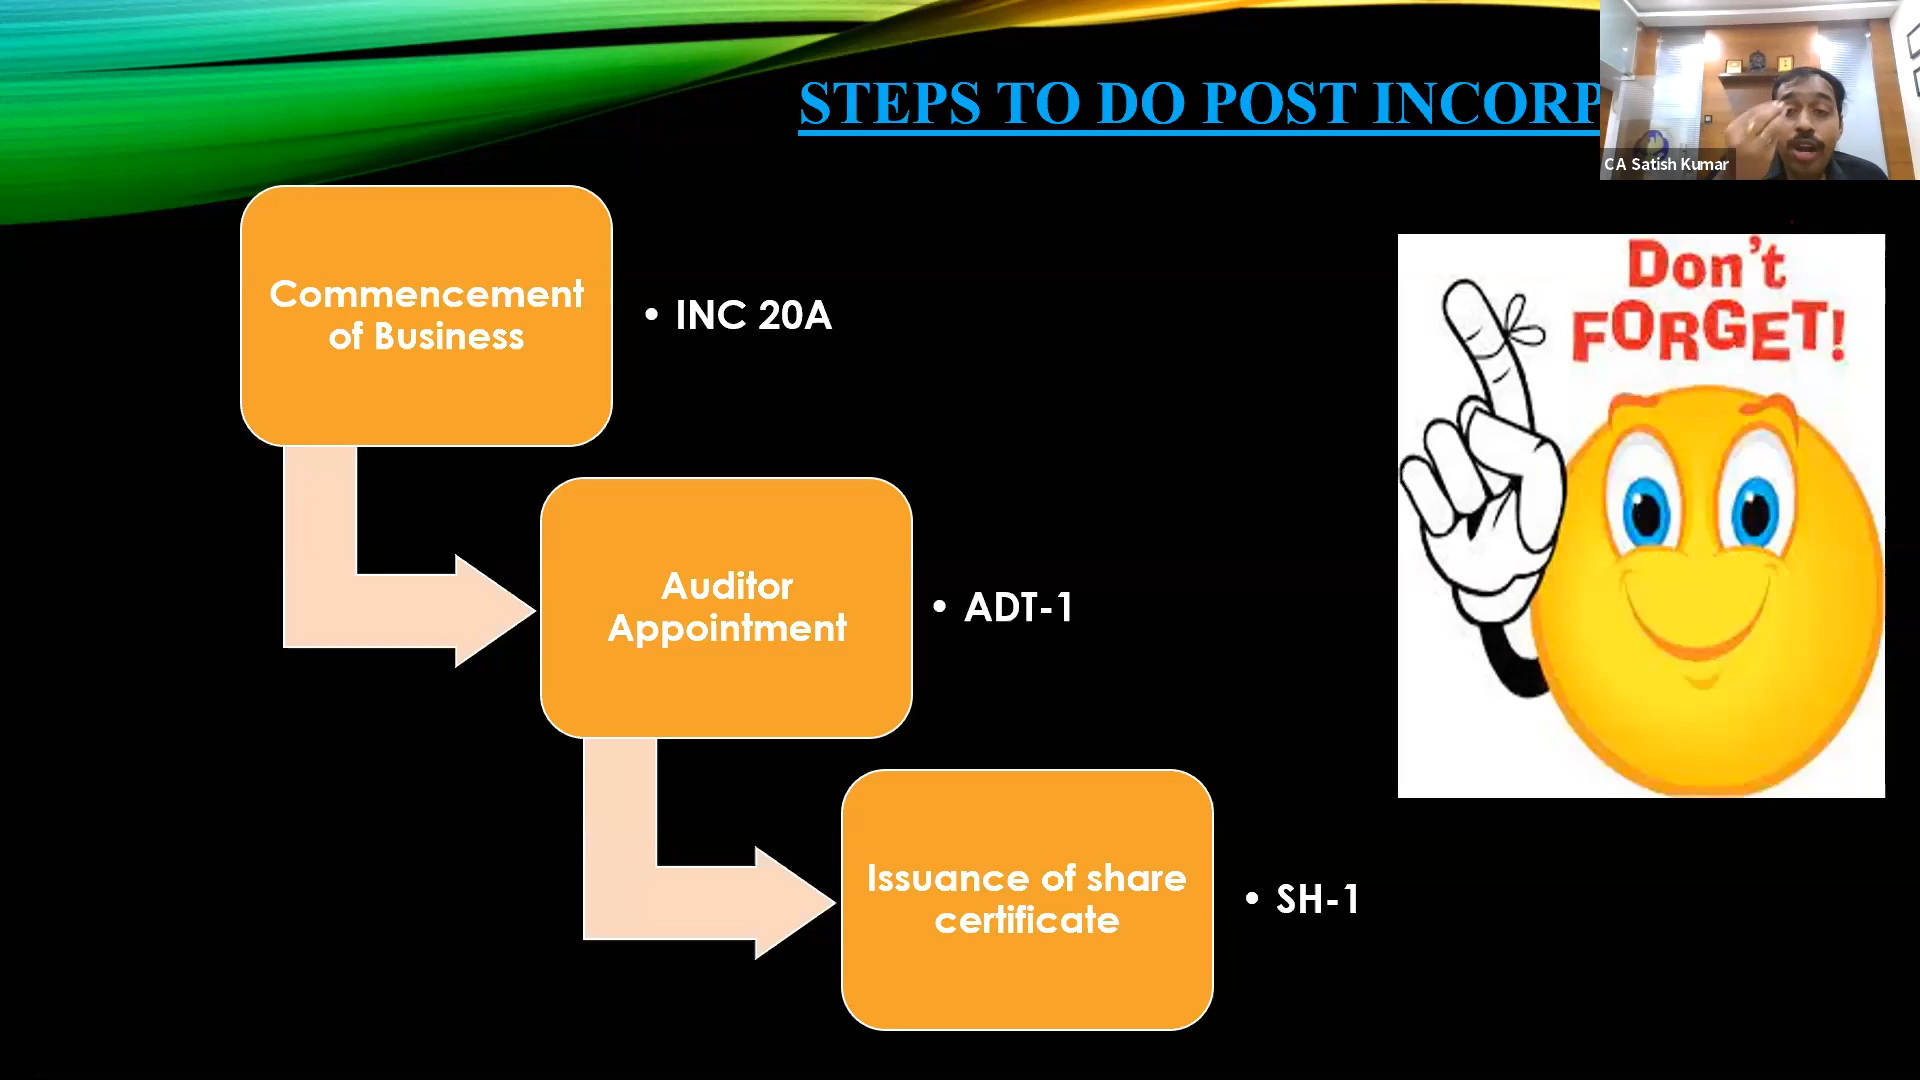 STEPS TO DO POST INCORP
CA Satish Kumar
Commencement
of Business
• INC 20A
Don't
FORGET!
Auditor
Appointment
• ADT-1
Issuance of share
certificate
• SH-1